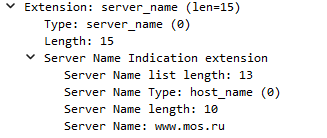 Extension: server_name (len=15)
Type: server_name (0)
Length: 15
Server Name Indication extension
Server Name list length: 13
Server Name Type: host_name (0)
Server Name length: 10
Server Name: www.mos.ru